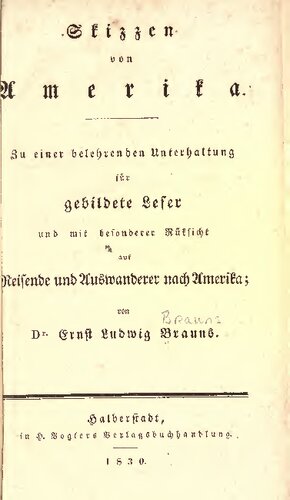 Skizzen
von
Amerika.
Zu einer belehrenden Unterhaltung
für
gebildete Leser
und mit besonderer Rüksicht
auf
Reisende und Auswanderer nach Amerika;
von
Brauns
Dr. Ernst Ludwig Brauns.
Halberstadt,
in H. Voglers Verlagsbuchhandlung.
1830.